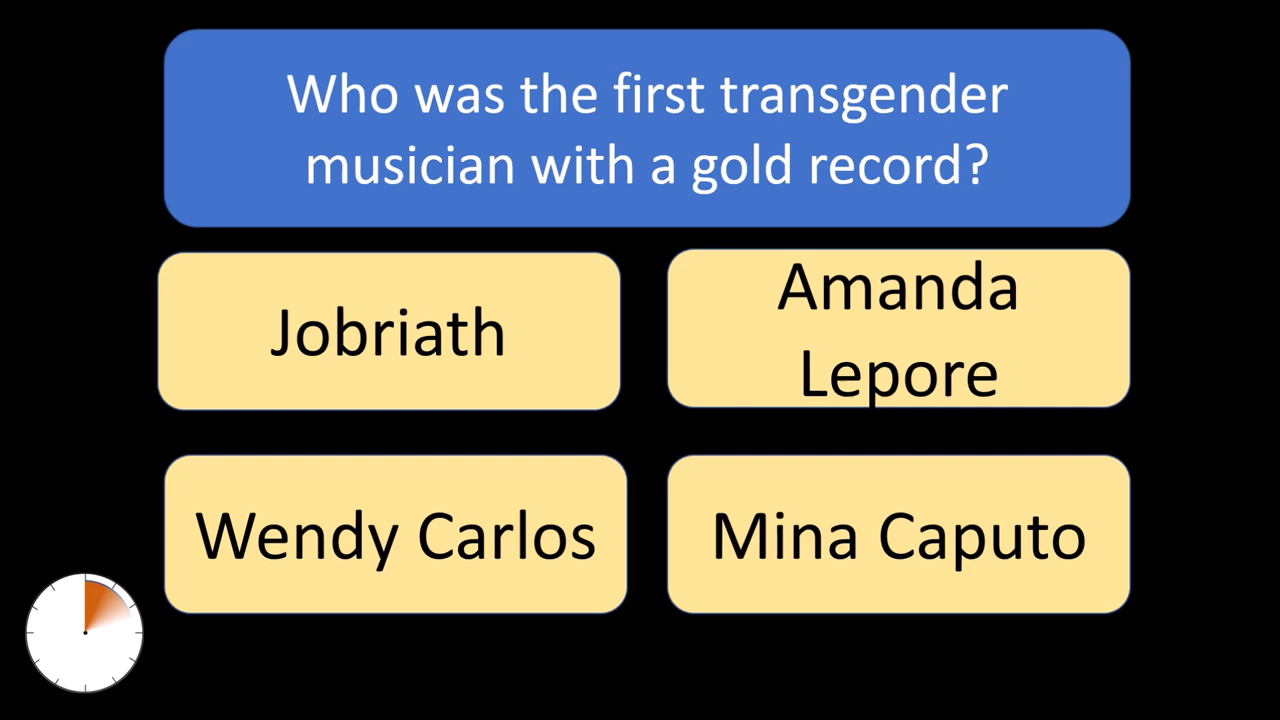 Who was the first transgender
musician with a gold record?
Jobriath
Amanda
Lepore
Wendy Carlos
Mina Caputo